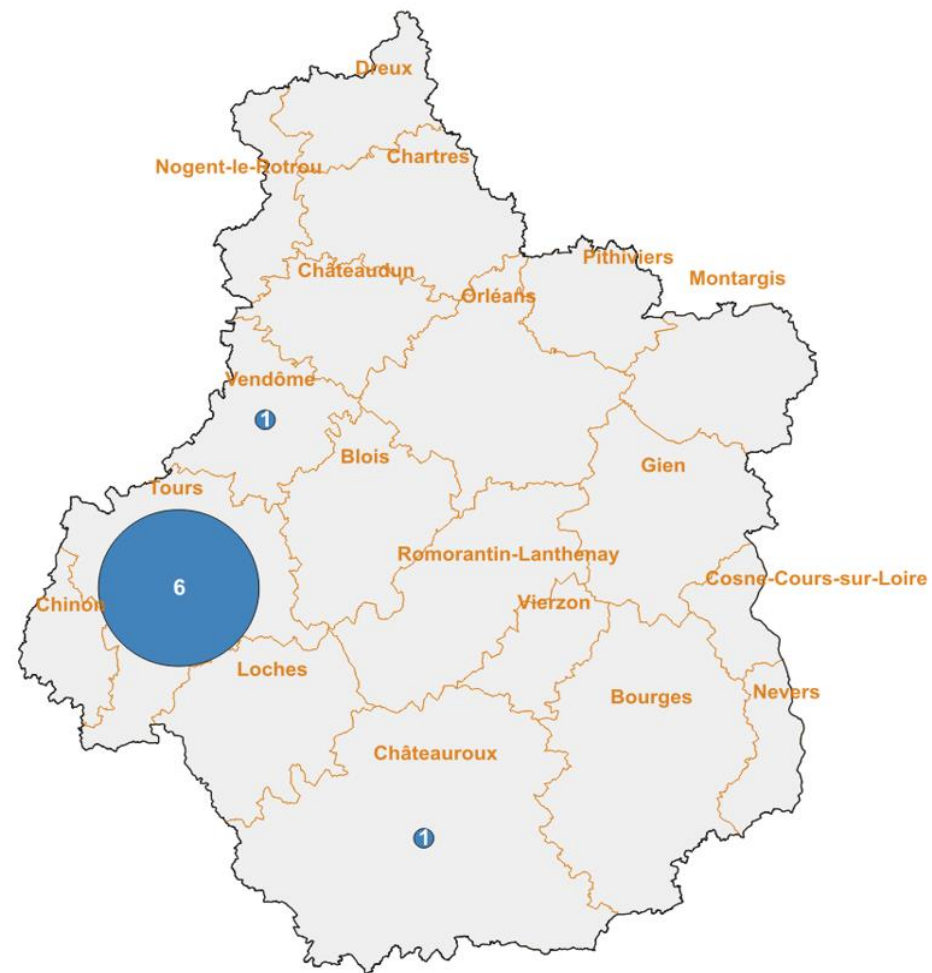 Dreux
Chartres
Nogent-le-Rotrou
Pithiviers
Châteaudun
Montargis
Orléans
Vendôme
1
Blois
Gien
Tours
Romorantin-Lanthenay
Cosne-Cours-sur-Loire
6
Chinon
Vierzon
Loches
Nevers
Bourges
Châteauroux
1